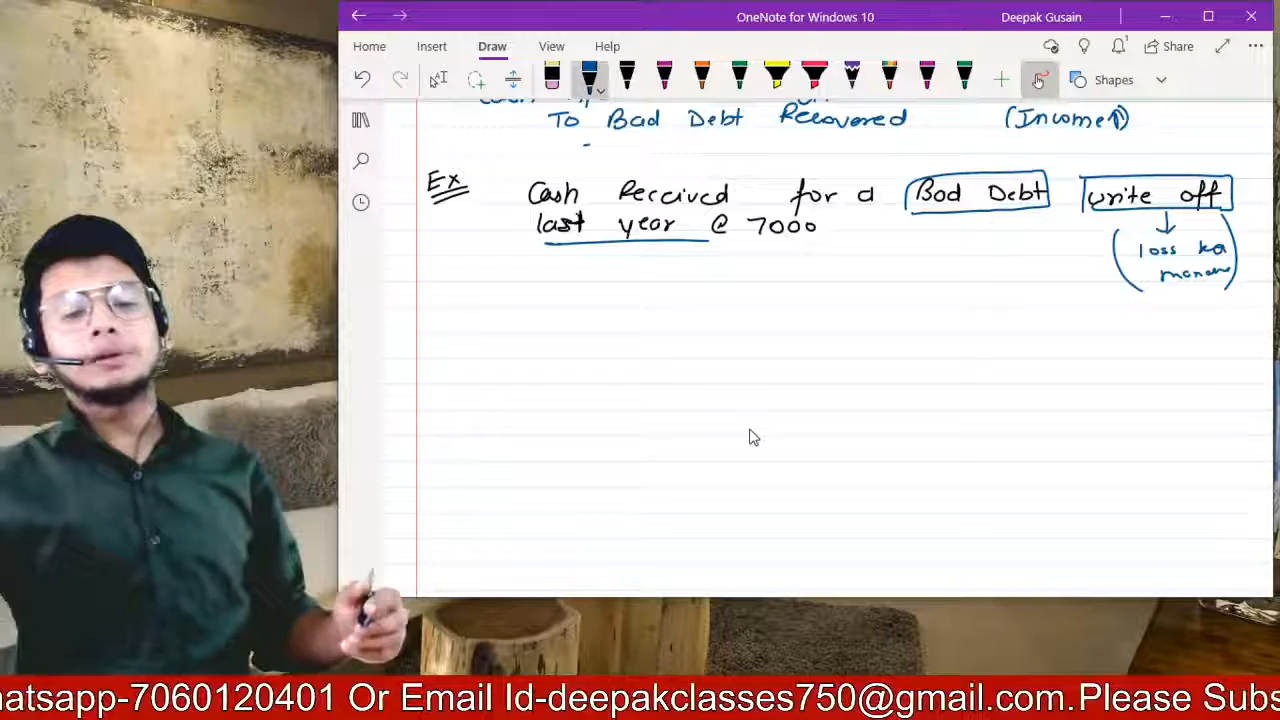 OneNote for Windows 10
Deepak Gusain
Home Insert Draw View Help
Share
Shapes
To Bad Debt Recovered (Income↑)
Ex Cash Received for a Bad Debt write off
last year @ 7000
loss ka
hatsapp-7060120401 Or Email Id-deepakclasses750@gmail.com.Please Subs